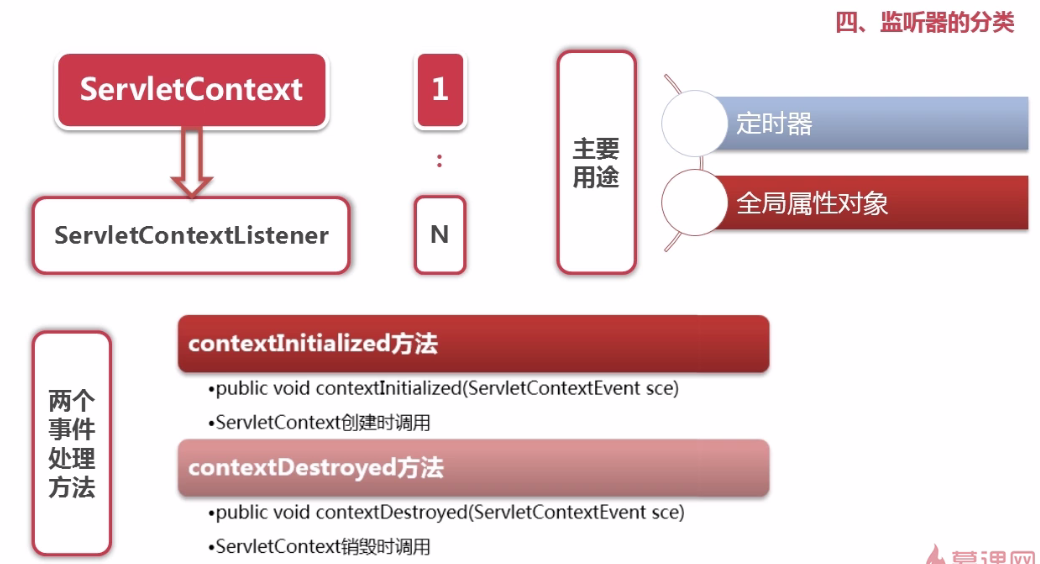 四、监听器的分类
ServletContext
1
:
ServletContextListener
N
主要
用途
定时器
全局属性对象
两个
事件
处理
方法
contextInitialized方法
•public void contextInitialized(ServletContextEvent sce)
•ServletContext创建时调用
contextDestroyed方法
•public void contextDestroyed(ServletContextEvent sce)
•ServletContext销毁时调用
慕课网